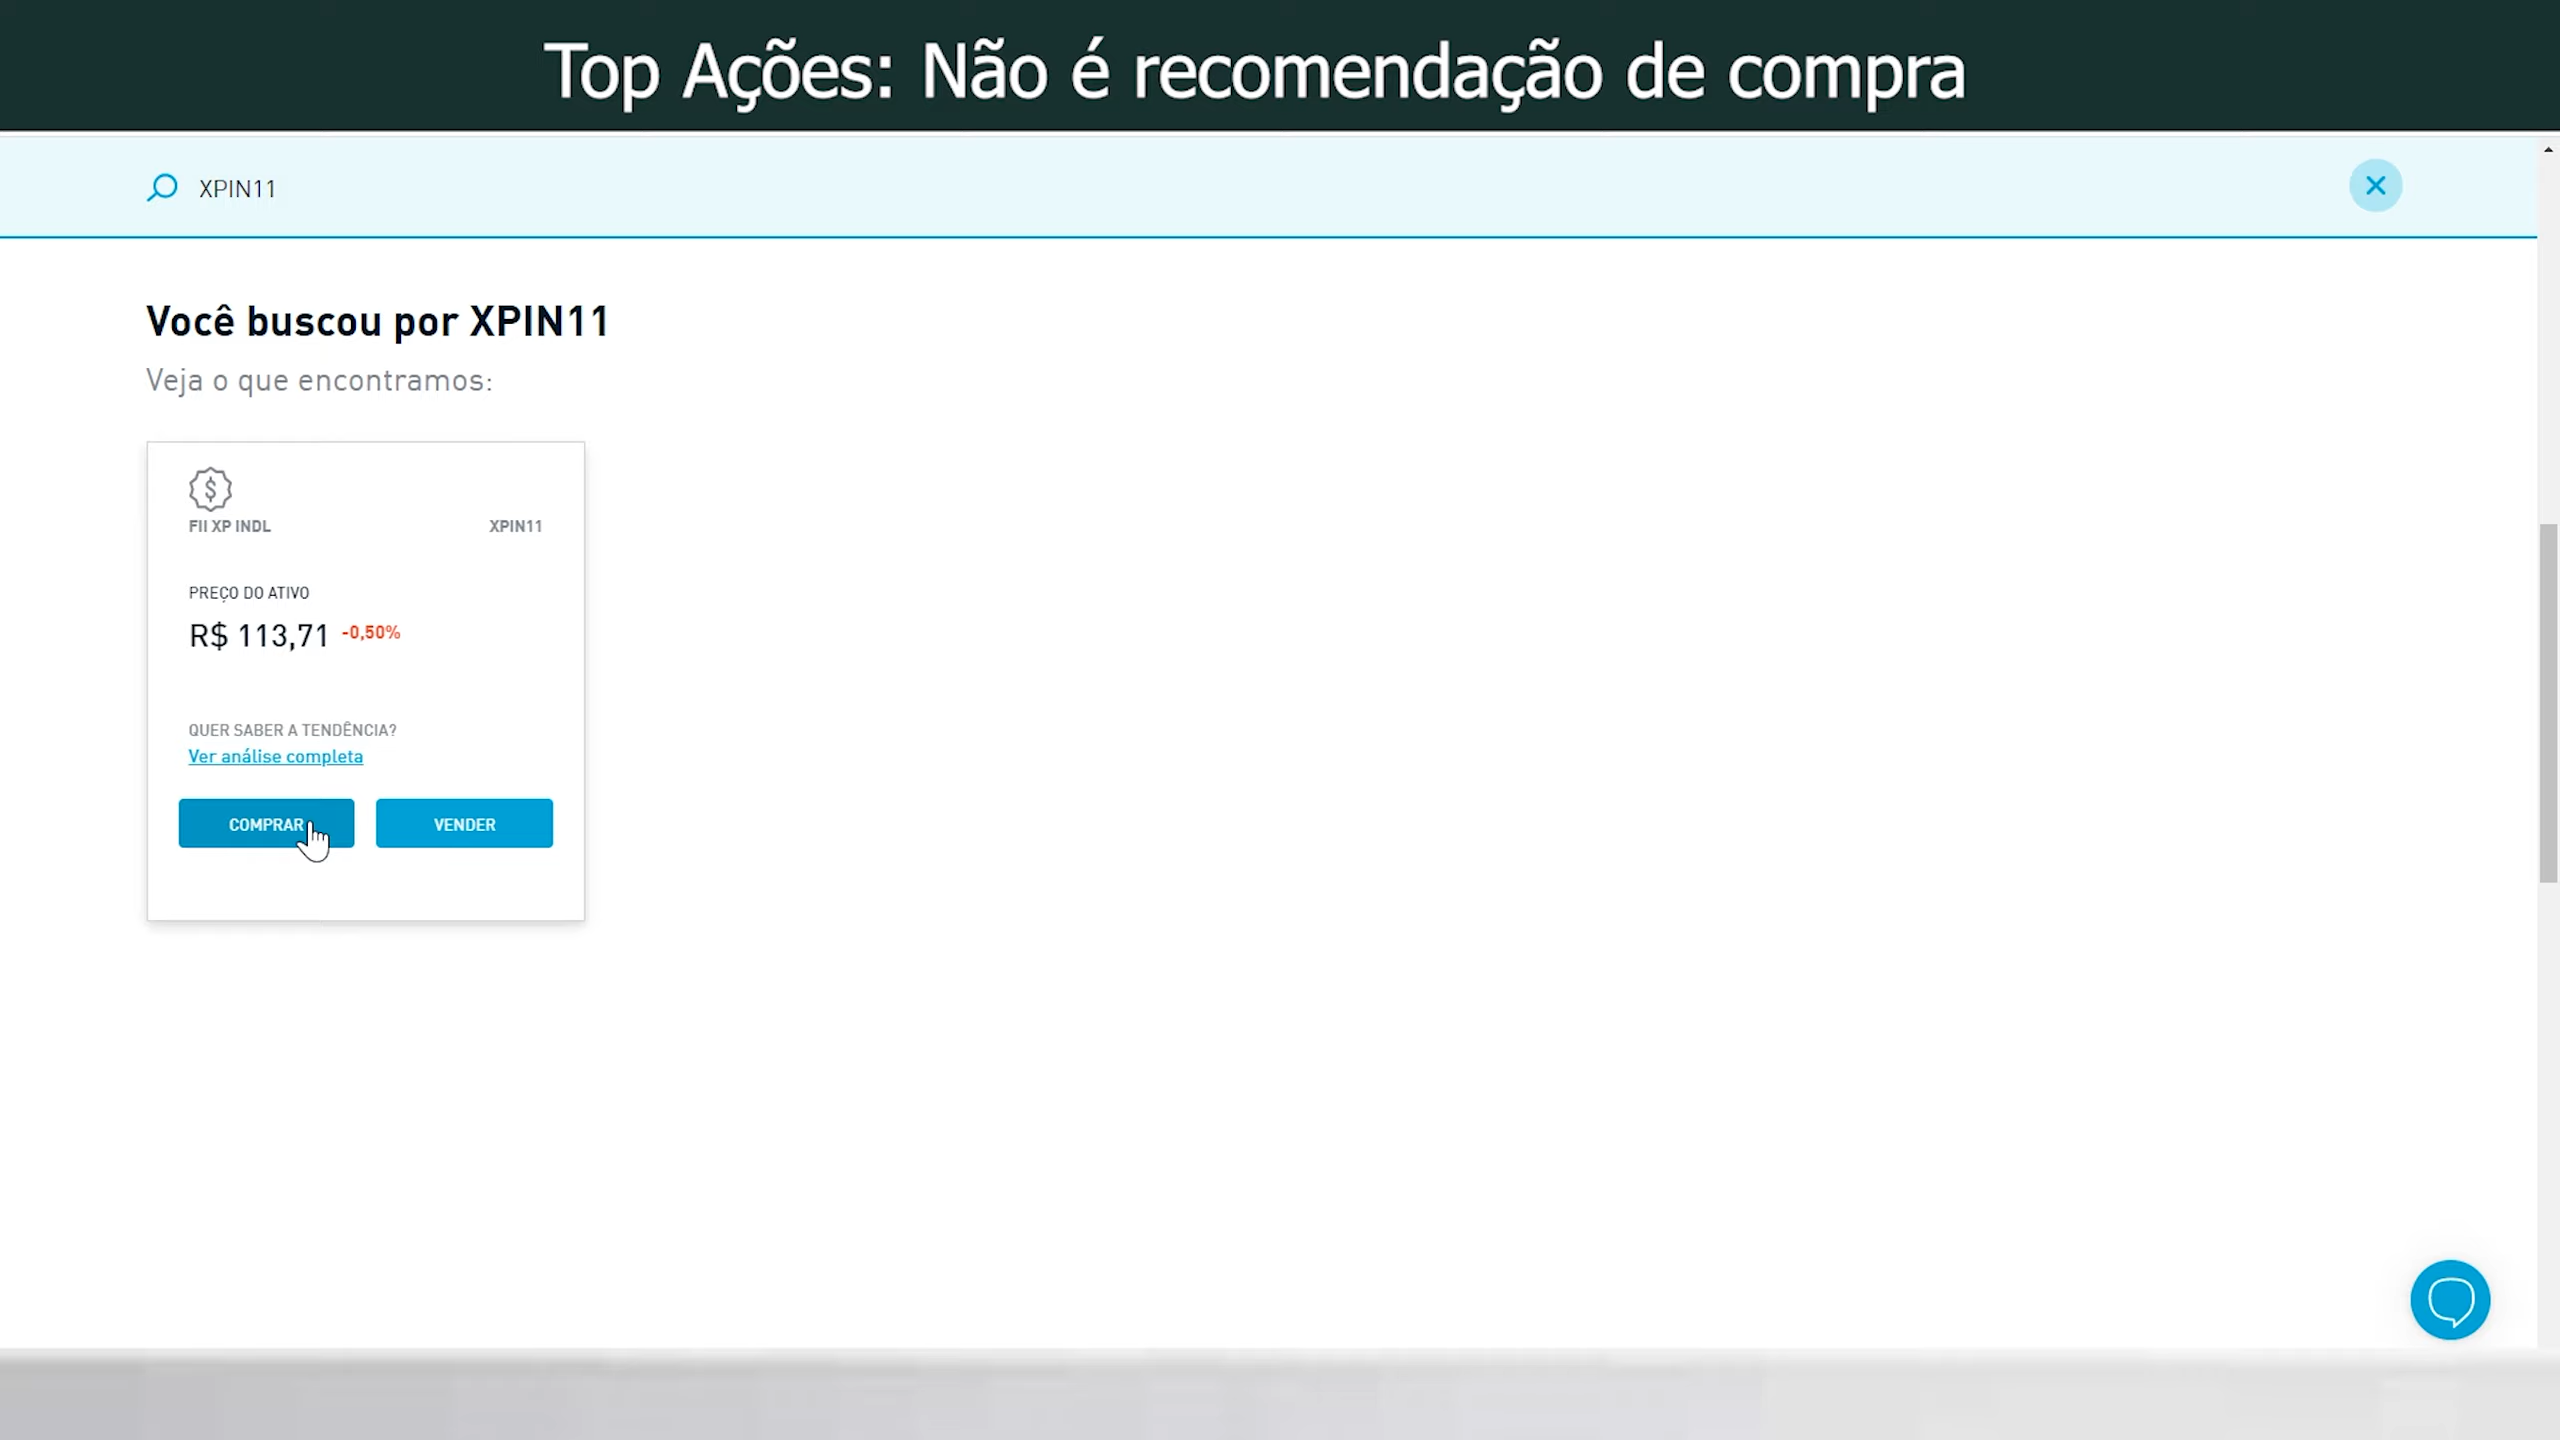 Top Ações: Não é recomendação de compra
XPIN11
Você buscou por XPIN11
Veja o que encontramos:
FII XP INDL XPIN11
PREÇO DO ATIVO
R$ 113,71 -0,50%
QUER SABER A TENDÊNCIA?
Ver análise completa
COMPRAR VENDER